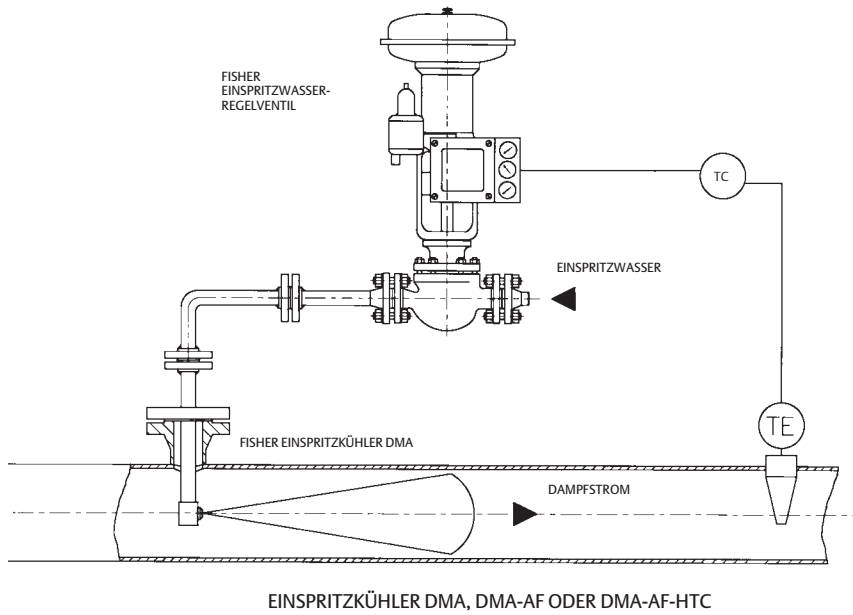 FISHER
EINSPRITZWASSER-
REGELVENTIL
TC
EINSPRITZWASSER
TE
FISHER EINSPRITZKÜHLER DMA
DAMPFSTROM
EINSPRITZKÜHLER DMA, DMA-AF ODER DMA-AF-HTC